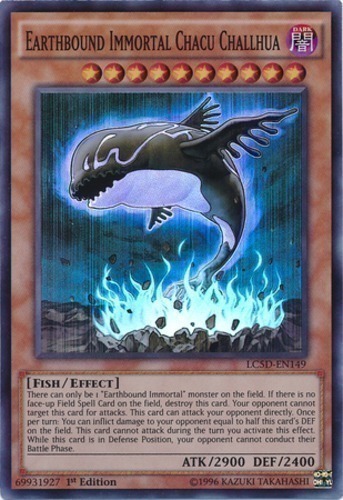 EARTHBOUND IMMORTAL CHACU CHALLHUA
DARK
闇
LC5D-EN149
[FISH/EFFECT]
There can only be 1 "Earthbound Immortal" monster on the field. If there is no
face-up Field Spell Card on the field, destroy this card. Your opponent cannot
target this card for attacks. This card can attack your opponent directly. Once
per turn: You can inflict damage to your opponent equal to half this card's DEF
on the field. This card cannot attack during the turn you activate this effect.
While this card is in Defense Position, your opponent cannot conduct their
Battle Phase.
ATK/2900 DEF/2400
69931927 1st Edition ©1996 KAZUKI TAKAHASHI